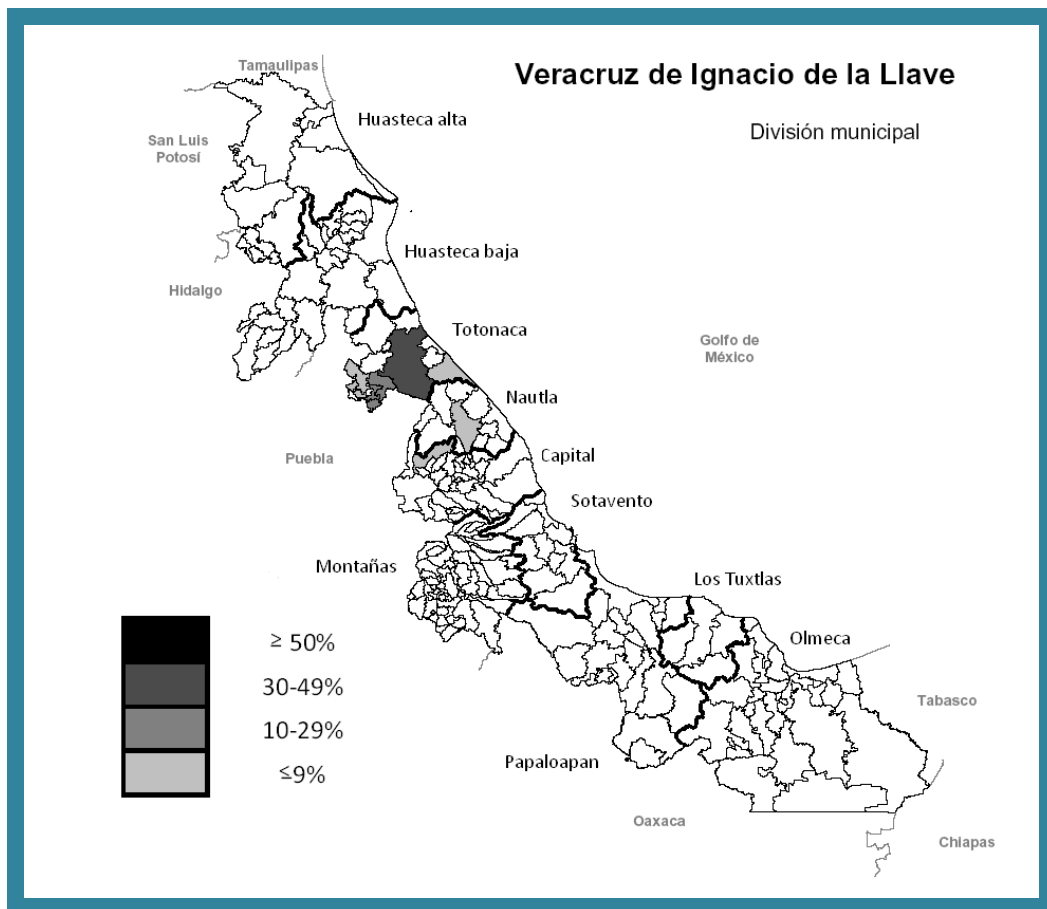 Veracruz de Ignacio de la Llave
División municipal
Tamaulipas
Huasteca alta
San Luis
Potosí
Huasteca baja
Hidalgo
Totonaca
Golfo de
México
Nautla
Puebla
Capital
Sotavento
Montañas
Los Tuxtlas
Olmeca
≥ 50%
30-49%
10-29%
≤9%
Tabasco
Papaloapan
Oaxaca
Chiapas